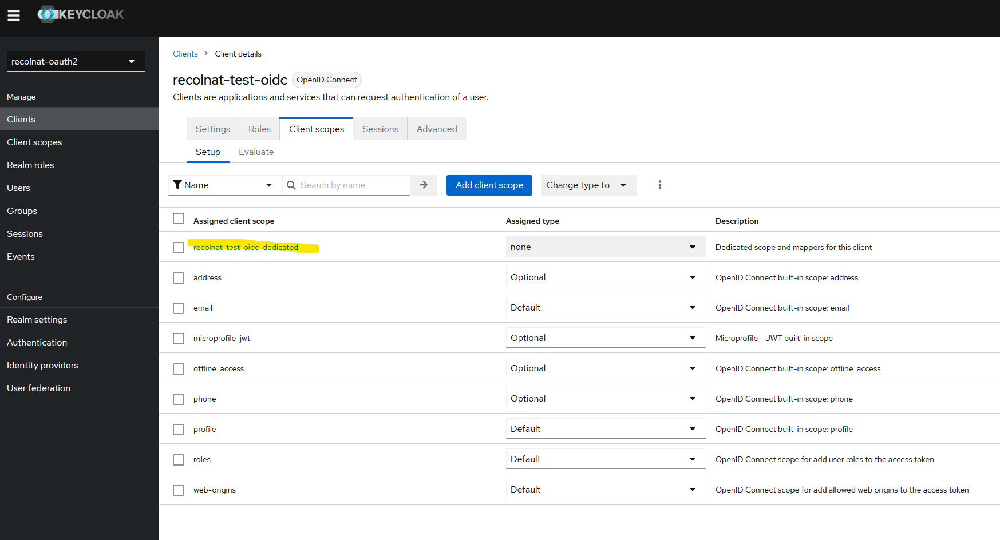 KEYCLOAK
recolnat-oauth2
Manage
Clients
Client scopes
Realm roles
Users
Groups
Sessions
Events
Configure
Realm settings
Authentication
Identity providers
User federation
Clients > Client details
recolnat-test-oidc OpenID Connect
Clients are applications and services that can request authentication of a user.
Settings Roles Client scopes Sessions Advanced
Setup Evaluate
Name Search by name Add client scope Change type to
Assigned client scope Assigned type Description
recolnat-test-oidc-dedicated none Dedicated scope and mappers for this client
address Optional OpenID Connect built-in scope: address
email Default OpenID Connect built-in scope: email
microprofile-jwt Optional Microprofile - JWT built-in scope
offline_access Optional OpenID Connect built-in scope: offline_access
phone Optional OpenID Connect built-in scope: phone
profile Default OpenID Connect built-in scope: profile
roles Default OpenID Connect scope for add user roles to the access token
web-origins Default OpenID Connect scope for add allowed web origins to the access token